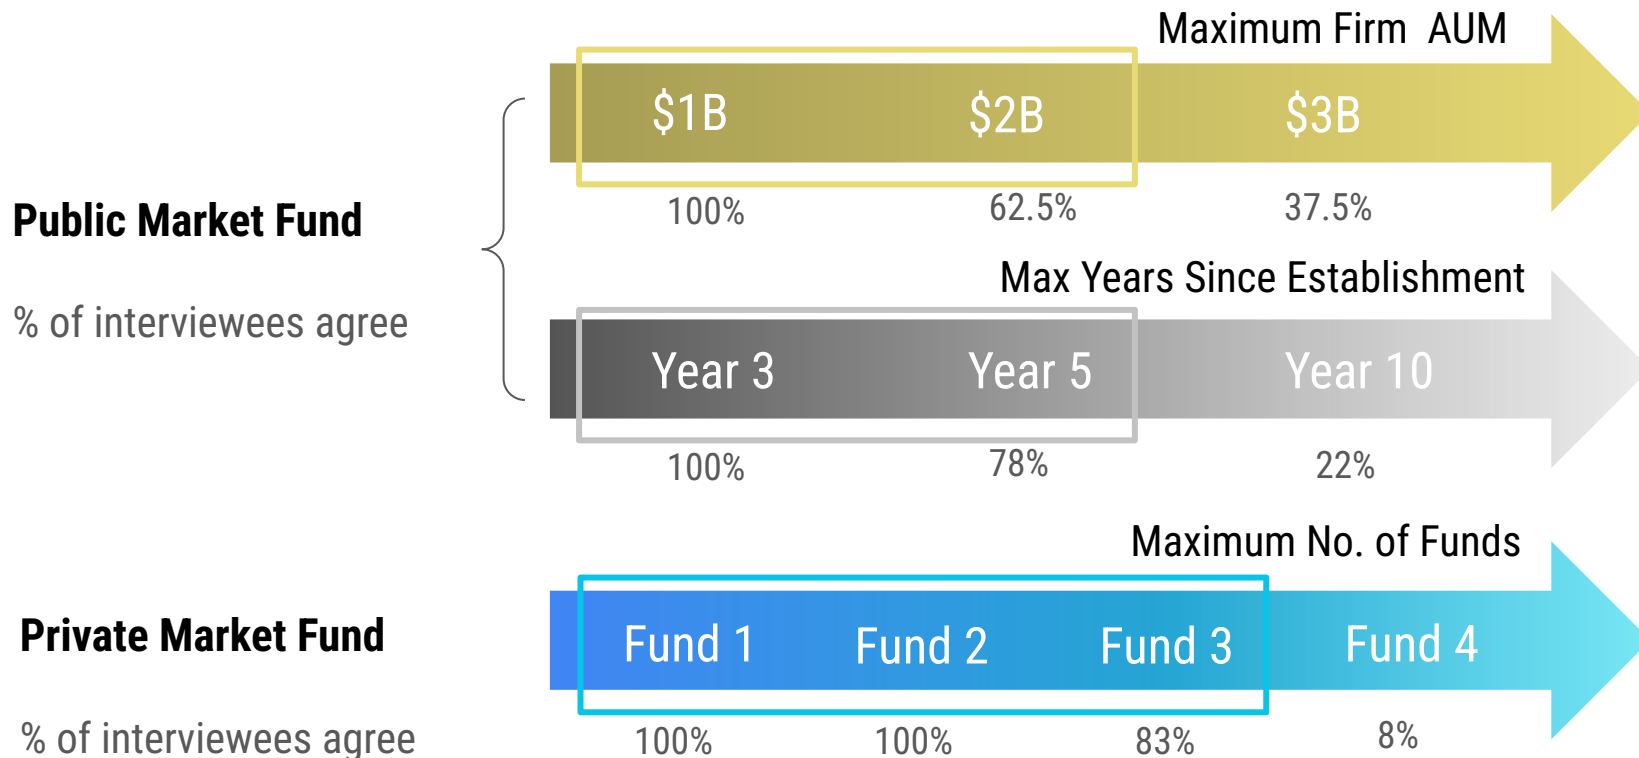 Maximum Firm AUM
$1B $2B $3B
100% 62.5% 37.5%
Public Market Fund
% of interviewees agree
Max Years Since Establishment
Year 3 Year 5 Year 10
100% 78% 22%
Maximum No. of Funds
Private Market Fund
Fund 1 Fund 2 Fund 3 Fund 4
% of interviewees agree
100% 100% 83% 8%